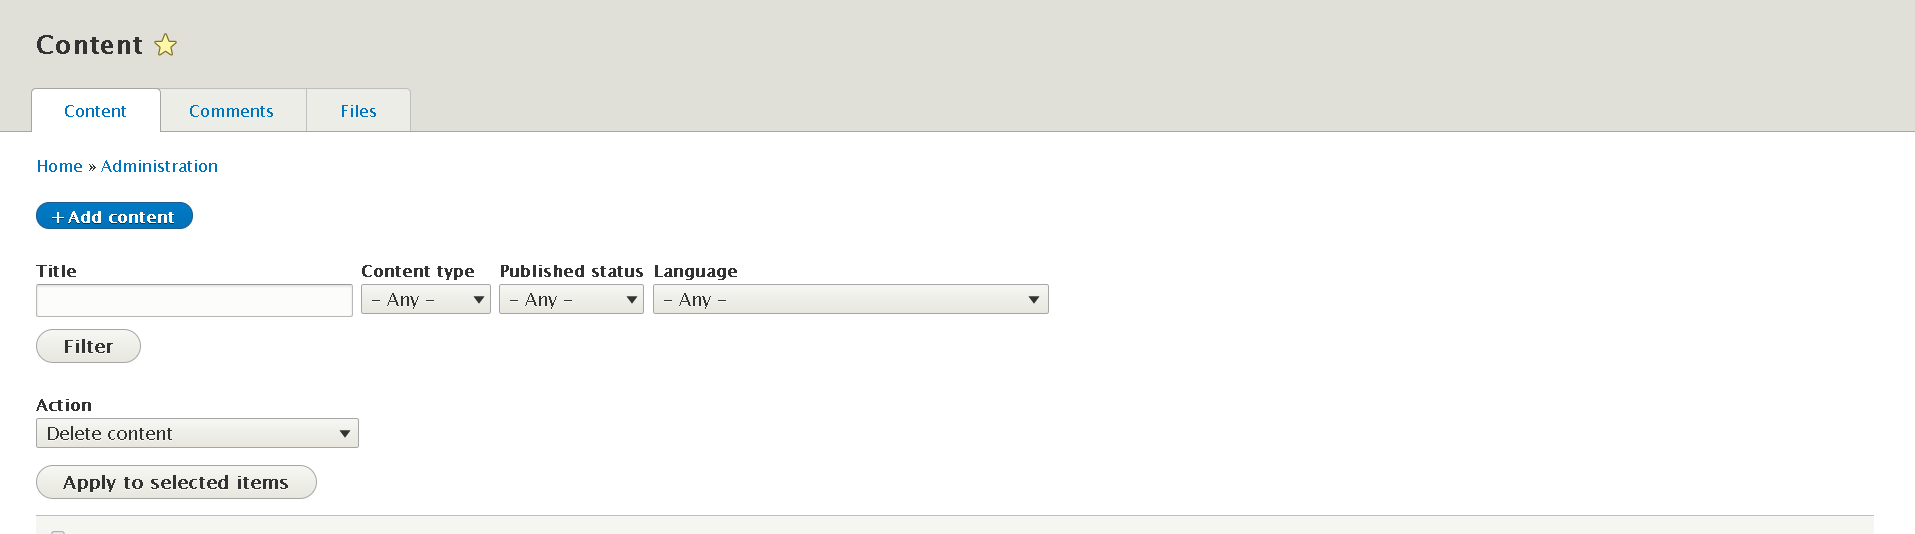 Content
Content Comments Files
Home » Administration
+Add content
Title Content type Published status Language
- Any - - Any - - Any -
Filter
Action
Delete content
Apply to selected items